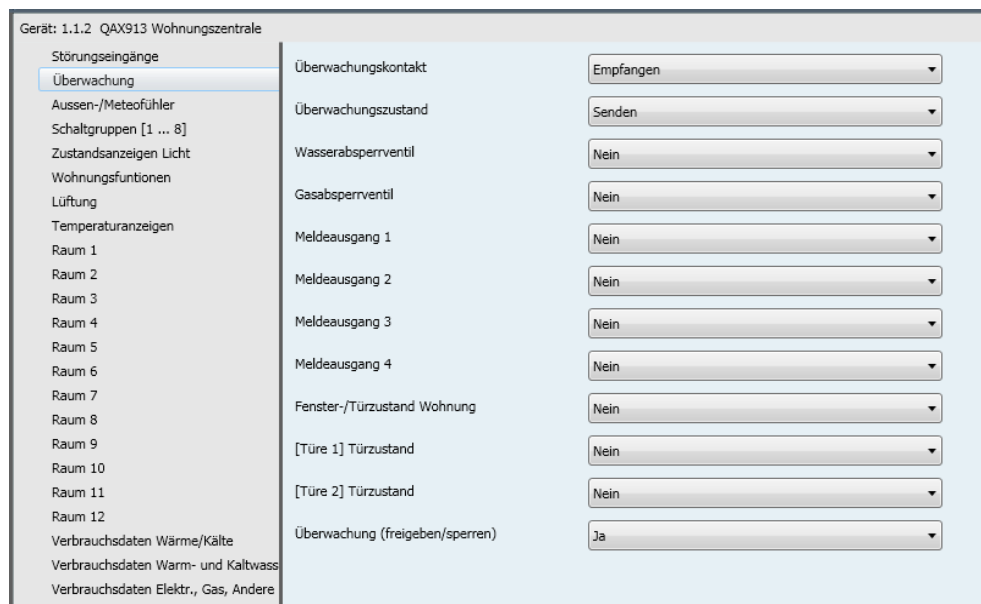 Gerät: 1.1.2 QAX913 Wohnungszentrale
Störungseingänge
Überwachung
Aussen-/Meteofühler
Schaltgruppen [1 ... 8]
Zustandsanzeigen Licht
Wohnungsfuntionen
Lüftung
Temperaturanzeigen
Raum 1
Raum 2
Raum 3
Raum 4
Raum 5
Raum 6
Raum 7
Raum 8
Raum 9
Raum 10
Raum 11
Raum 12
Verbrauchsdaten Wärme/Kälte
Verbrauchsdaten Warm- und Kaltwass
Verbrauchsdaten Elektr., Gas, Andere
Überwachungskontakt Empfangen
Überwachungszustand Senden
Wasserabsperrventil Nein
Gasabsperrventil Nein
Meldeausgang 1 Nein
Meldeausgang 2 Nein
Meldeausgang 3 Nein
Meldeausgang 4 Nein
Fenster-/Türzustand Wohnung Nein
[Türe 1] Türzustand Nein
[Türe 2] Türzustand Nein
Überwachung (freigeben/sperren) Ja